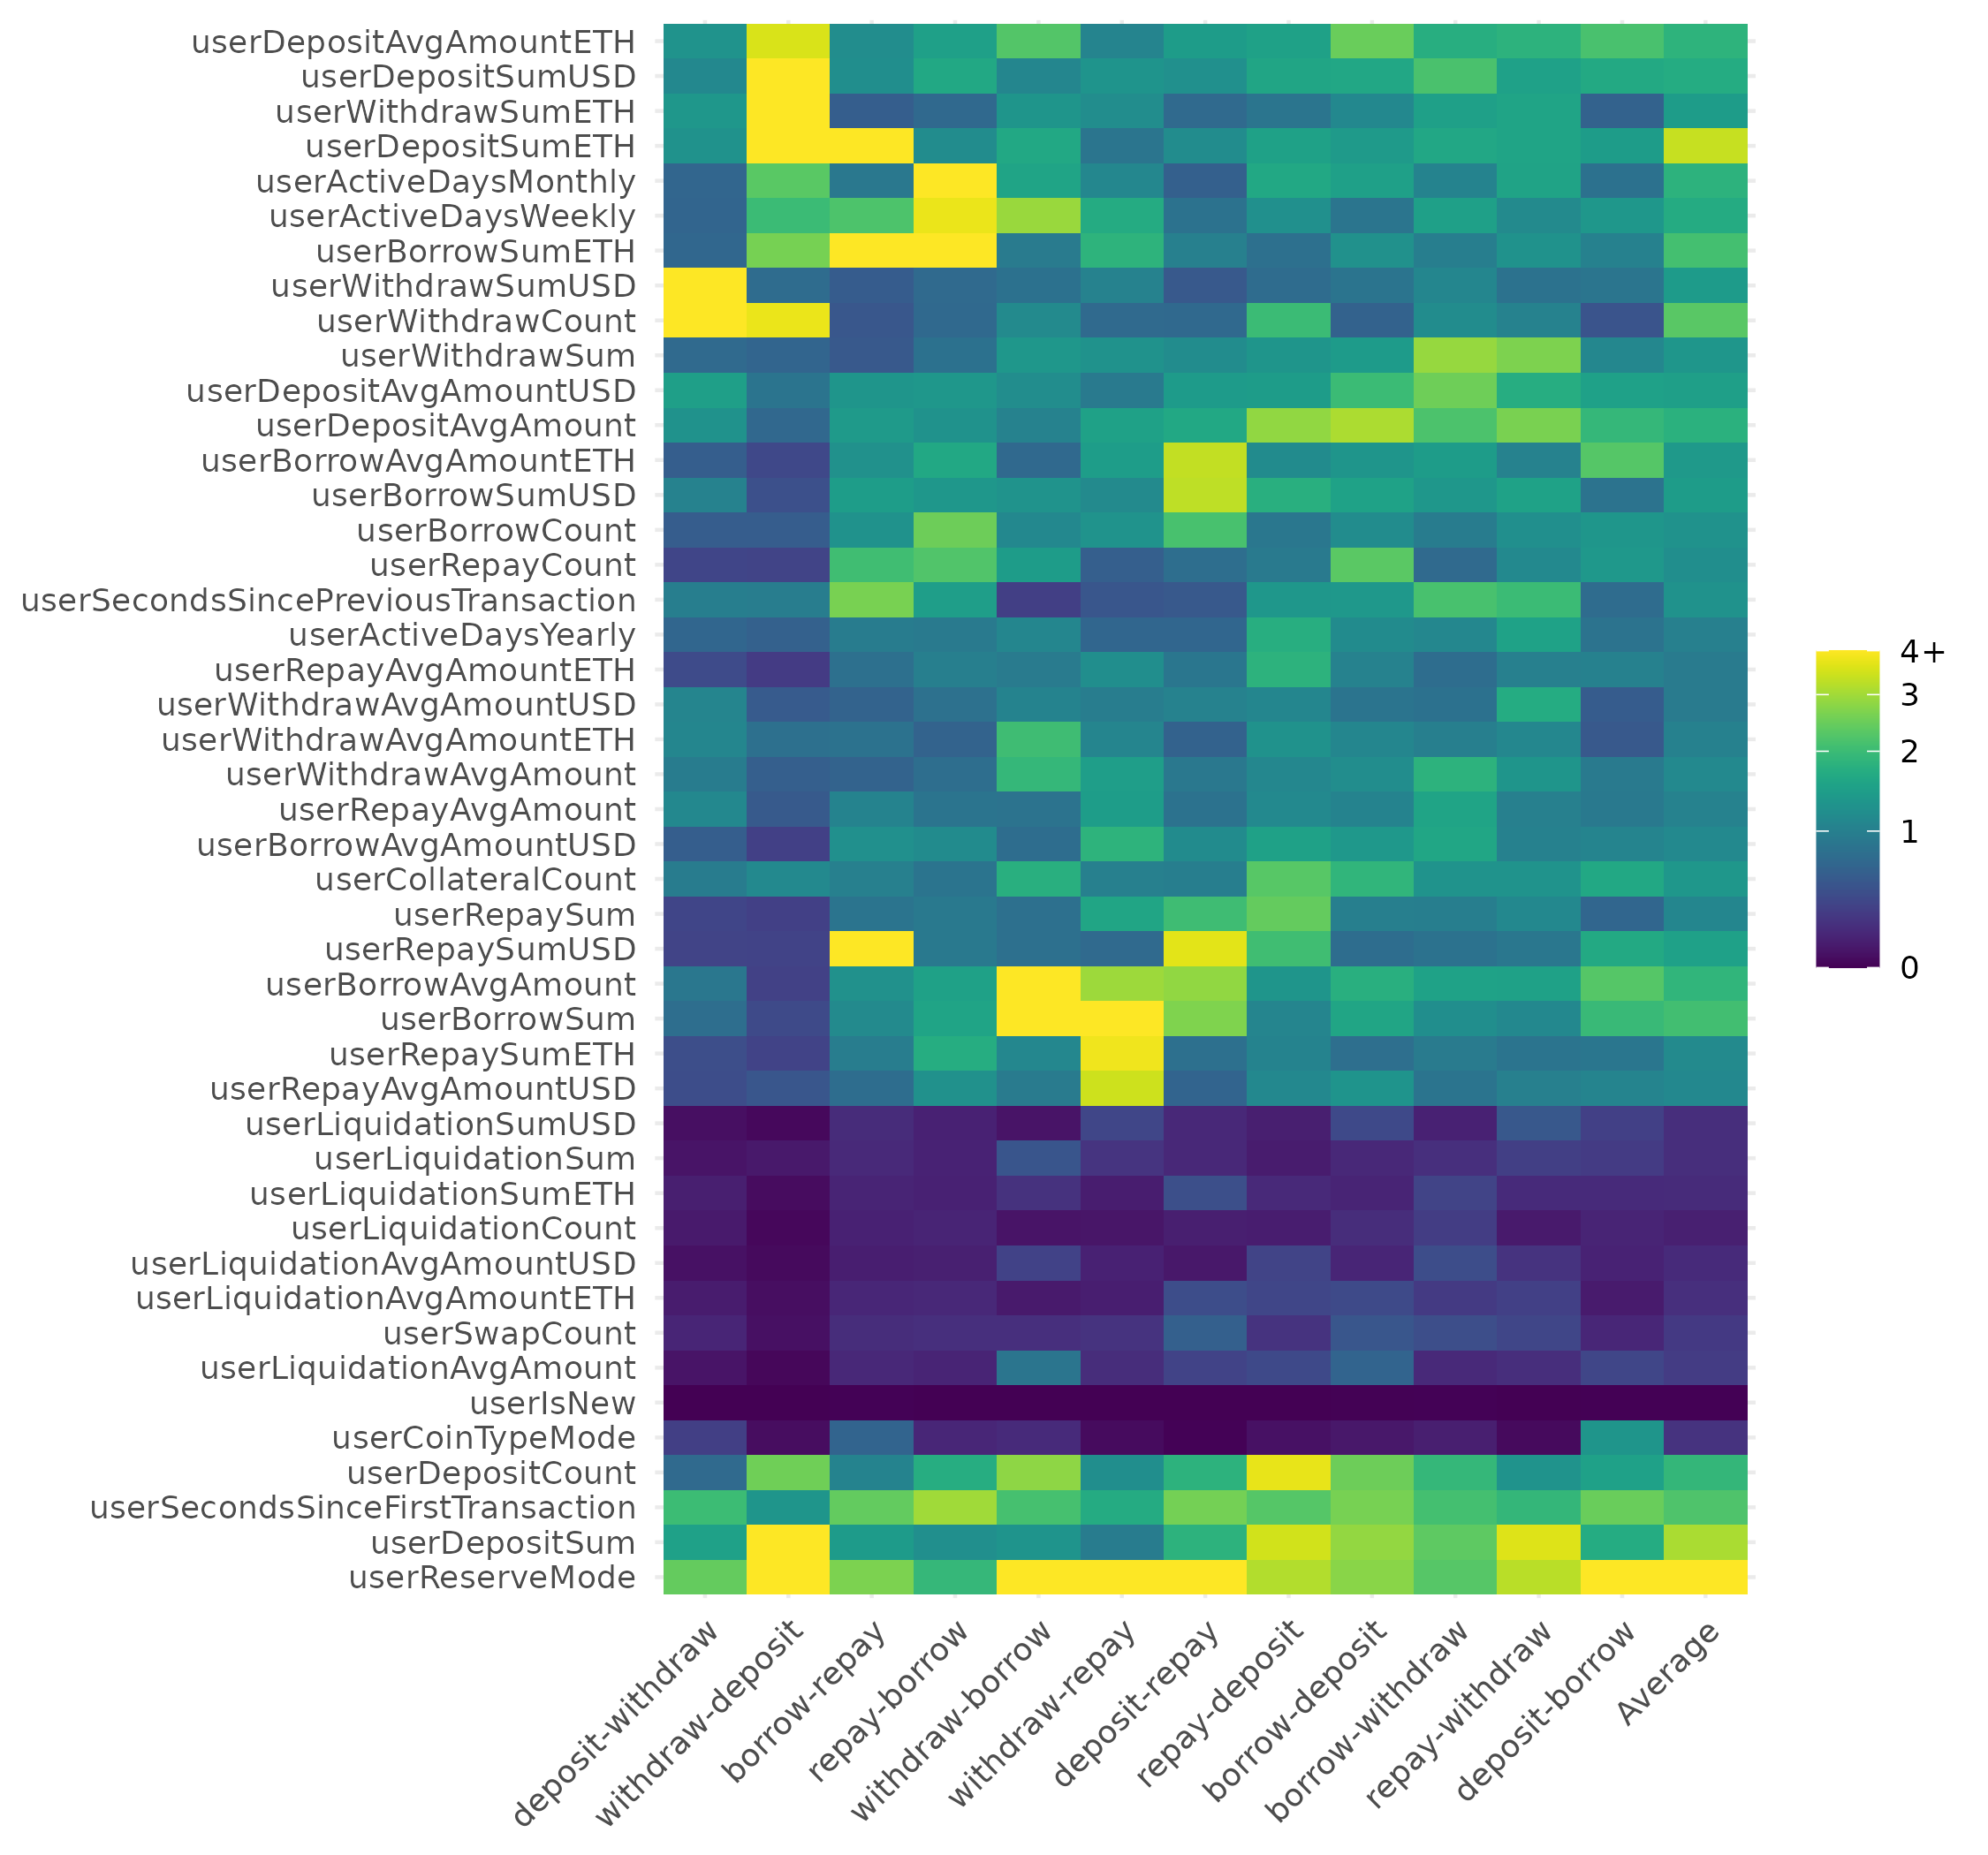 userDepositAvgAmountETH
userDepositSumUSD
userWithdrawSumETH
userDepositSumETH
userActiveDaysMonthly
userActiveDaysWeekly
userBorrowSumETH
userWithdrawSumUSD
userWithdrawCount
userWithdrawSum
userDepositAvgAmountUSD
userDepositAvgAmount
userBorrowAvgAmountETH
userBorrowSumUSD
userBorrowCount
userRepayCount
userSecondsSincePreviousTransaction
userActiveDaysYearly
userRepayAvgAmountETH
userWithdrawAvgAmountUSD
userWithdrawAvgAmountETH
userWithdrawAvgAmount
userRepayAvgAmount
userBorrowAvgAmountUSD
userCollateralCount
userRepaySum
userRepaySumUSD
userBorrowAvgAmount
userBorrowSum
userRepaySumETH
userRepayAvgAmountUSD
userLiquidationSumUSD
userLiquidationSum
userLiquidationSumETH
userLiquidationCount
userLiquidationAvgAmountUSD
userLiquidationAvgAmountETH
userSwapCount
userLiquidationAvgAmount
userIsNew
userCoinTypeMode
userDepositCount
userSecondsSinceFirstTransaction
userDepositSum
userReserveMode
deposit-withdraw
withdraw-deposit
borrow-repay
repay-borrow
withdraw-borrow
withdraw-repay
deposit-repay
repay-deposit
borrow-deposit
borrow-withdraw
repay-withdraw
deposit-borrow
Average
4+
3
2
1
0